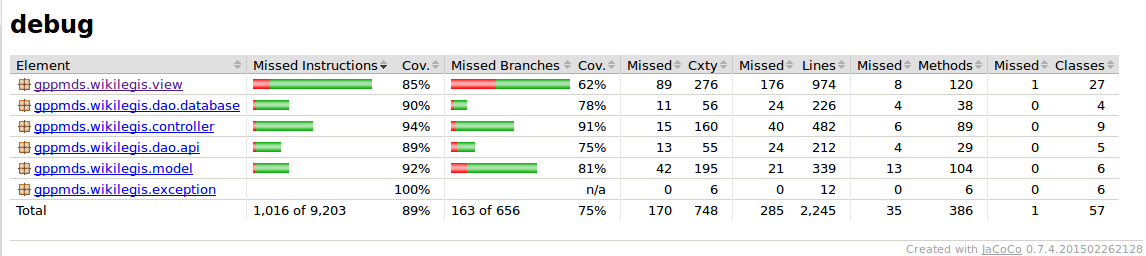 debug
Element Missed Instructions Cov. Missed Branches Cov. Missed Cxty Missed Lines Missed Methods Missed Classes
gppmds.wikilegis.view 85% 62% 89 276 176 974 8 120 1 27
gppmds.wikilegis.dao.database 90% 78% 11 56 24 226 4 38 0 4
gppmds.wikilegis.controller 94% 91% 15 160 40 482 6 89 0 9
gppmds.wikilegis.dao.api 89% 75% 13 55 24 212 4 29 0 5
gppmds.wikilegis.model 92% 81% 42 195 21 339 13 104 0 6
gppmds.wikilegis.exception 100% n/a 0 6 0 12 0 6 0 6
Total 1,016 of 9,203 89% 163 of 656 75% 170 748 285 2,245 35 386 1 57
Created with JaCoCo 0.7.4.201502262128